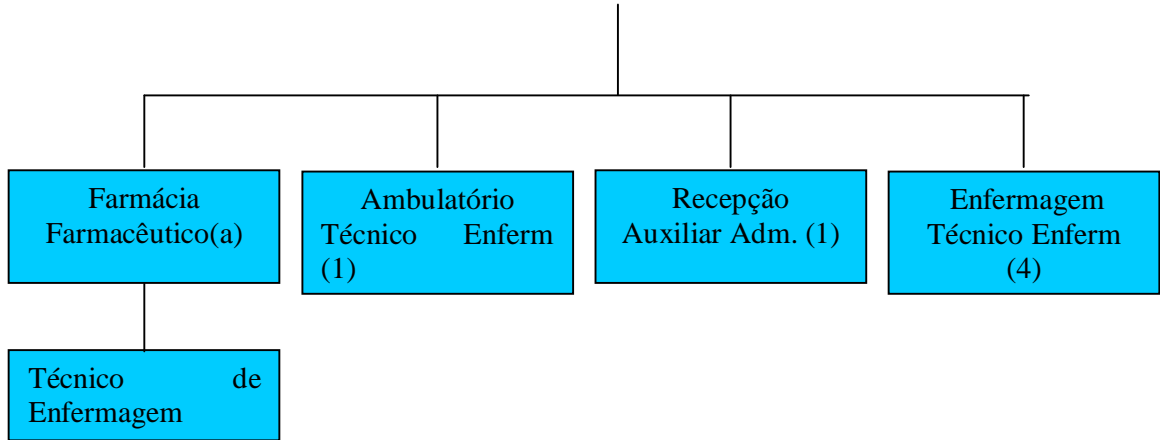 Farmácia
Farmacêutico(a)
Ambulatório
Técnico Enferm
(1)
Recepção
Auxiliar Adm. (1)
Enfermagem
Técnico Enferm
(4)
Técnico de
Enfermagem